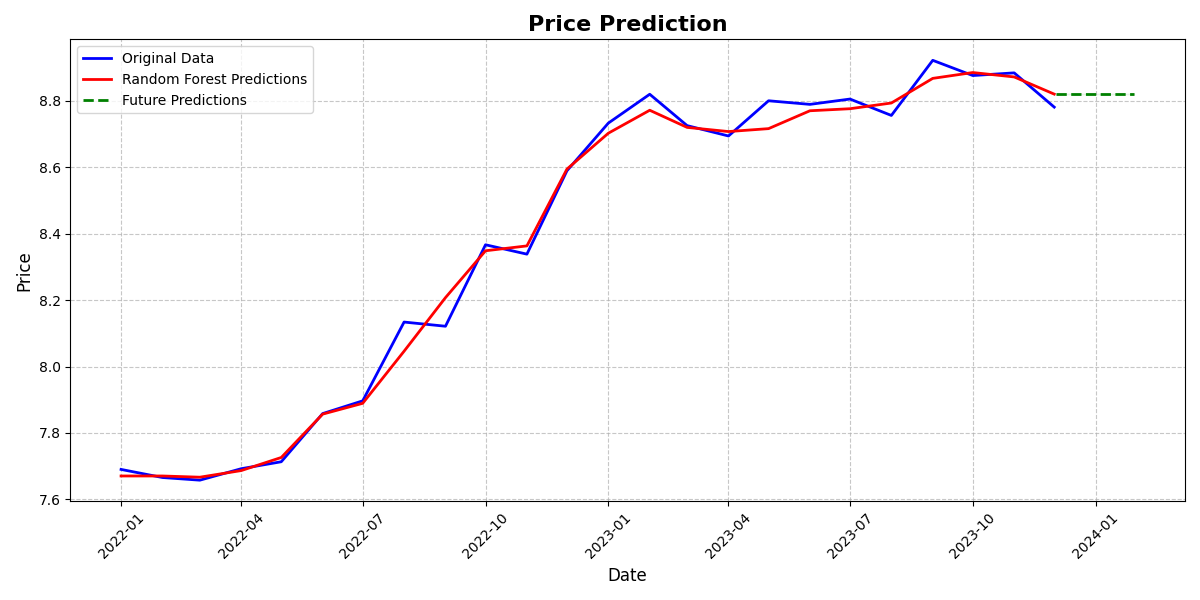 Price Prediction
Original Data
Random Forest Predictions
Future Predictions
Price
8.8
8.6
8.4
8.2
8.0
7.8
7.6
2022-01
2022-04
2022-07
2022-10
2023-01
2023-04
2023-07
2023-10
2024-01
Date